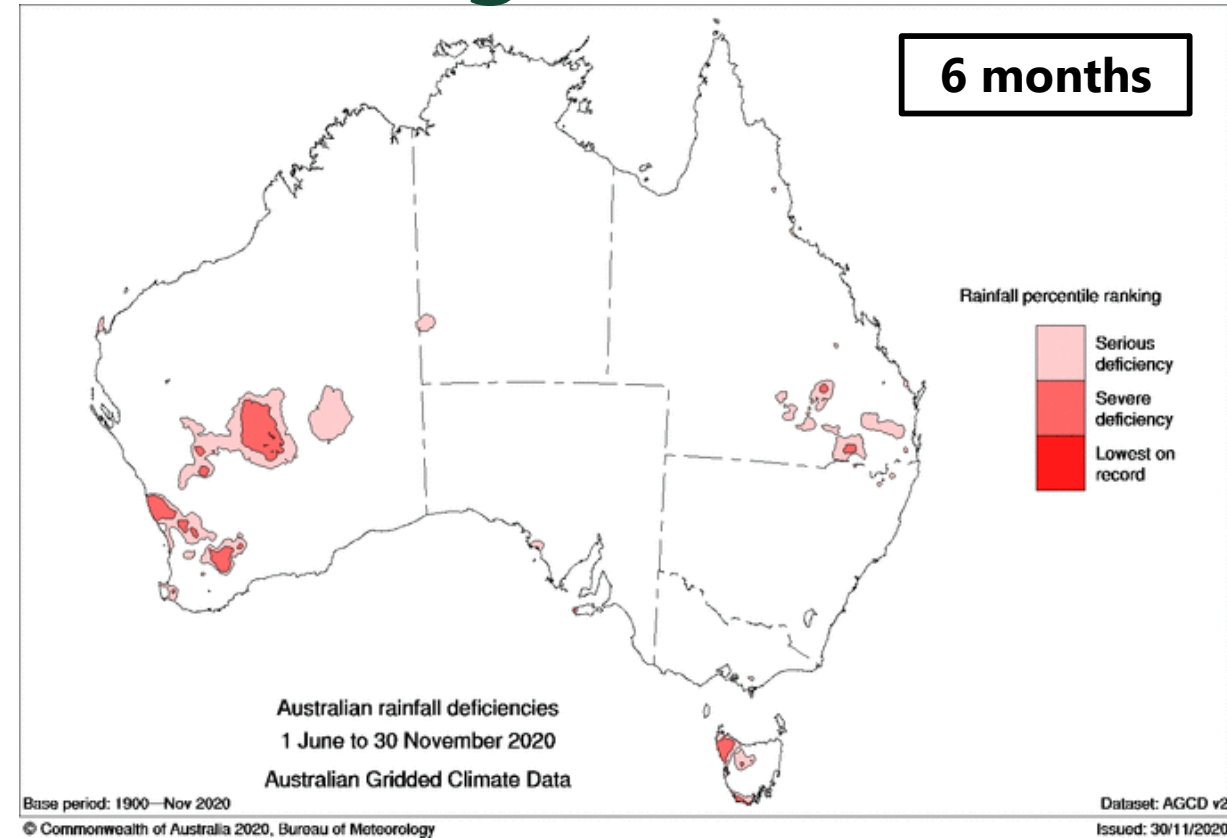 6 months
Rainfall percentile ranking
Serious
deficiency
Severe
deficiency
Lowest on
record
Australian rainfall deficiencies
1 June to 30 November 2020
Australian Gridded Climate Data
Base period: 1900—Nov 2020
Dataset: AGCD v2
© Commonwealth of Australia 2020, Bureau of Meteorology
Issued: 30/11/2020